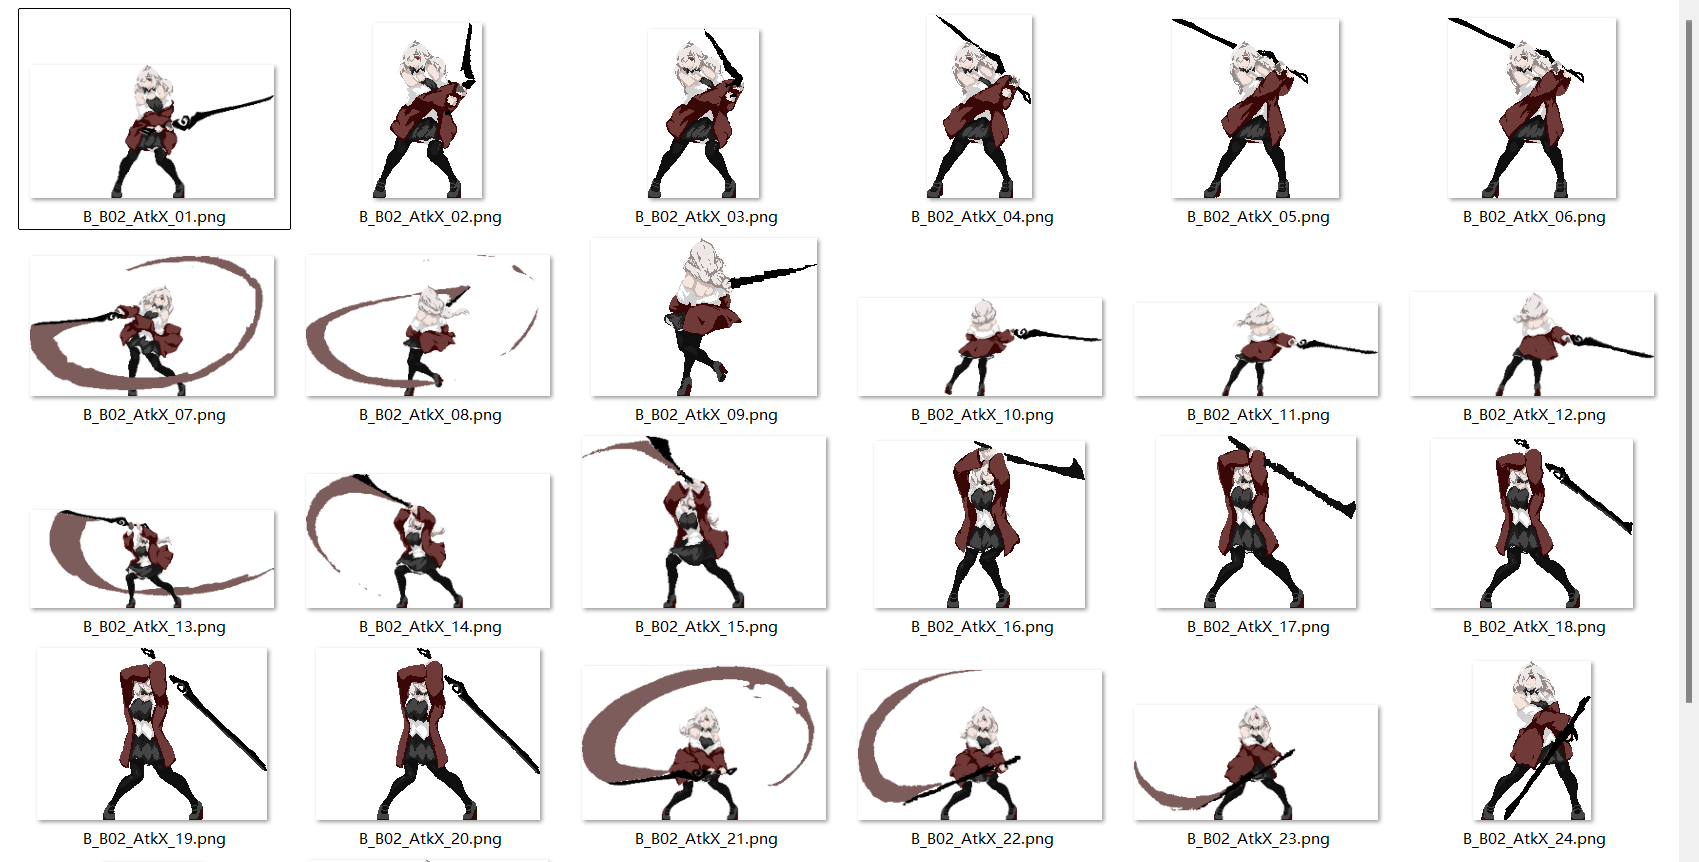 B_B02_AtkX_01.png
B_B02_AtkX_02.png
B_B02_AtkX_03.png
B_B02_AtkX_04.png
B_B02_AtkX_05.png
B_B02_AtkX_06.png
B_B02_AtkX_07.png
B_B02_AtkX_08.png
B_B02_AtkX_09.png
B_B02_AtkX_10.png
B_B02_AtkX_11.png
B_B02_AtkX_12.png
B_B02_AtkX_13.png
B_B02_AtkX_14.png
B_B02_AtkX_15.png
B_B02_AtkX_16.png
B_B02_AtkX_17.png
B_B02_AtkX_18.png
B_B02_AtkX_19.png
B_B02_AtkX_20.png
B_B02_AtkX_21.png
B_B02_AtkX_22.png
B_B02_AtkX_23.png
B_B02_AtkX_24.png